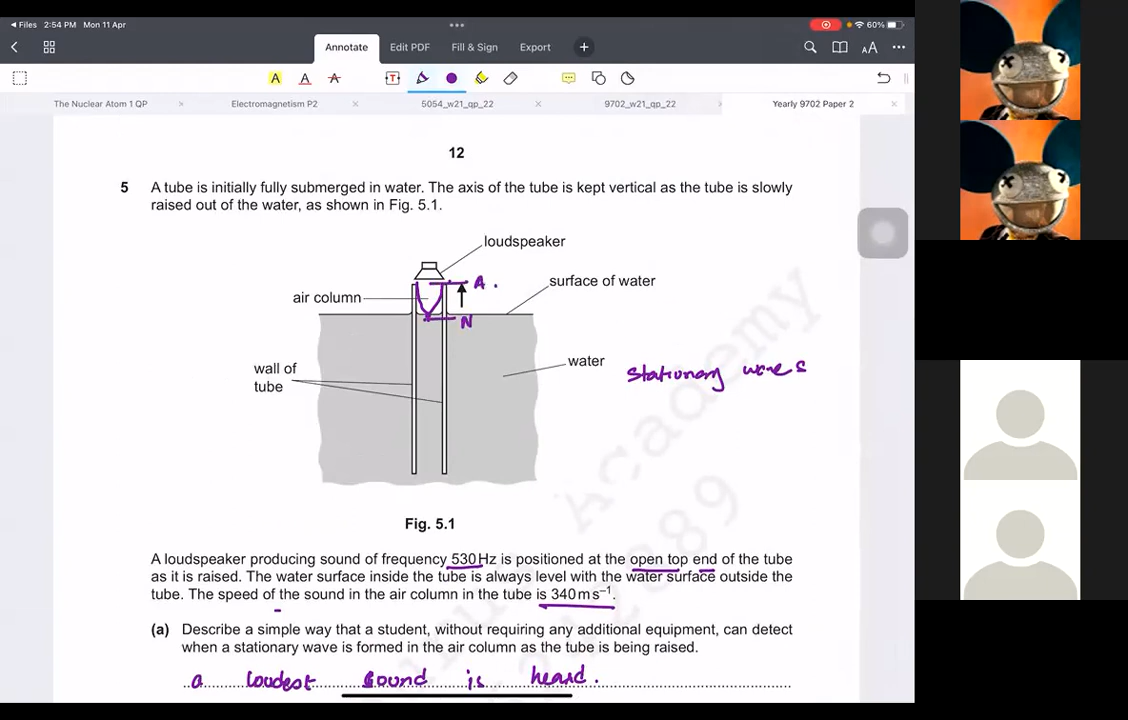 Files 2:54 PM Mon 11 Apr
60%
Annotate Edit PDF Fill & Sign Export
A A A T AA
The Nuclear Atom 1 QP × Electromagnetism P2 × 5054_w21_qp_22 × 9702_w21_qp_22 × Yearly 9702 Paper 2 ×
12
5 A tube is initially fully submerged in water. The axis of the tube is kept vertical as the tube is slowly
raised out of the water, as shown in Fig. 5.1.
loudspeaker
A.
surface of water
air column
N
water
wall of
tube
stationary waves
Academy
Fig. 5.1
A loudspeaker producing sound of frequency 530 Hz is positioned at the open top end of the tube
as it is raised. The water surface inside the tube is always level with the water surface outside the
tube. The speed of the sound in the air column in the tube is 340 m s⁻¹.
(a) Describe a simple way that a student, without requiring any additional equipment, can detect
when a stationary wave is formed in the air column as the tube is being raised.
a loudest sound is heard.